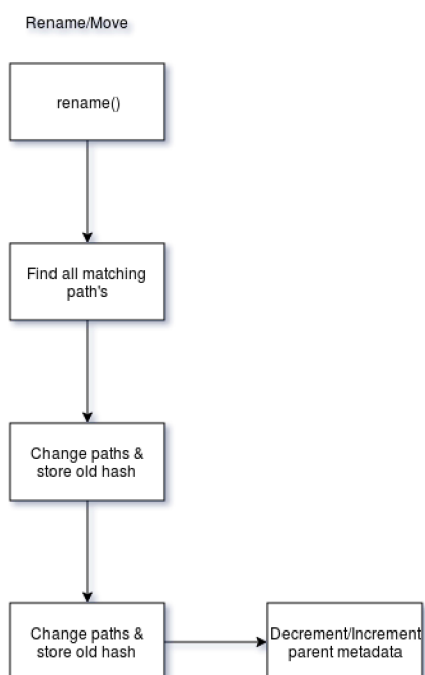 Rename/Move
rename()
Find all matching
path's
Change paths &
store old hash
Change paths &
store old hash
Decrement/Increment
parent metadata